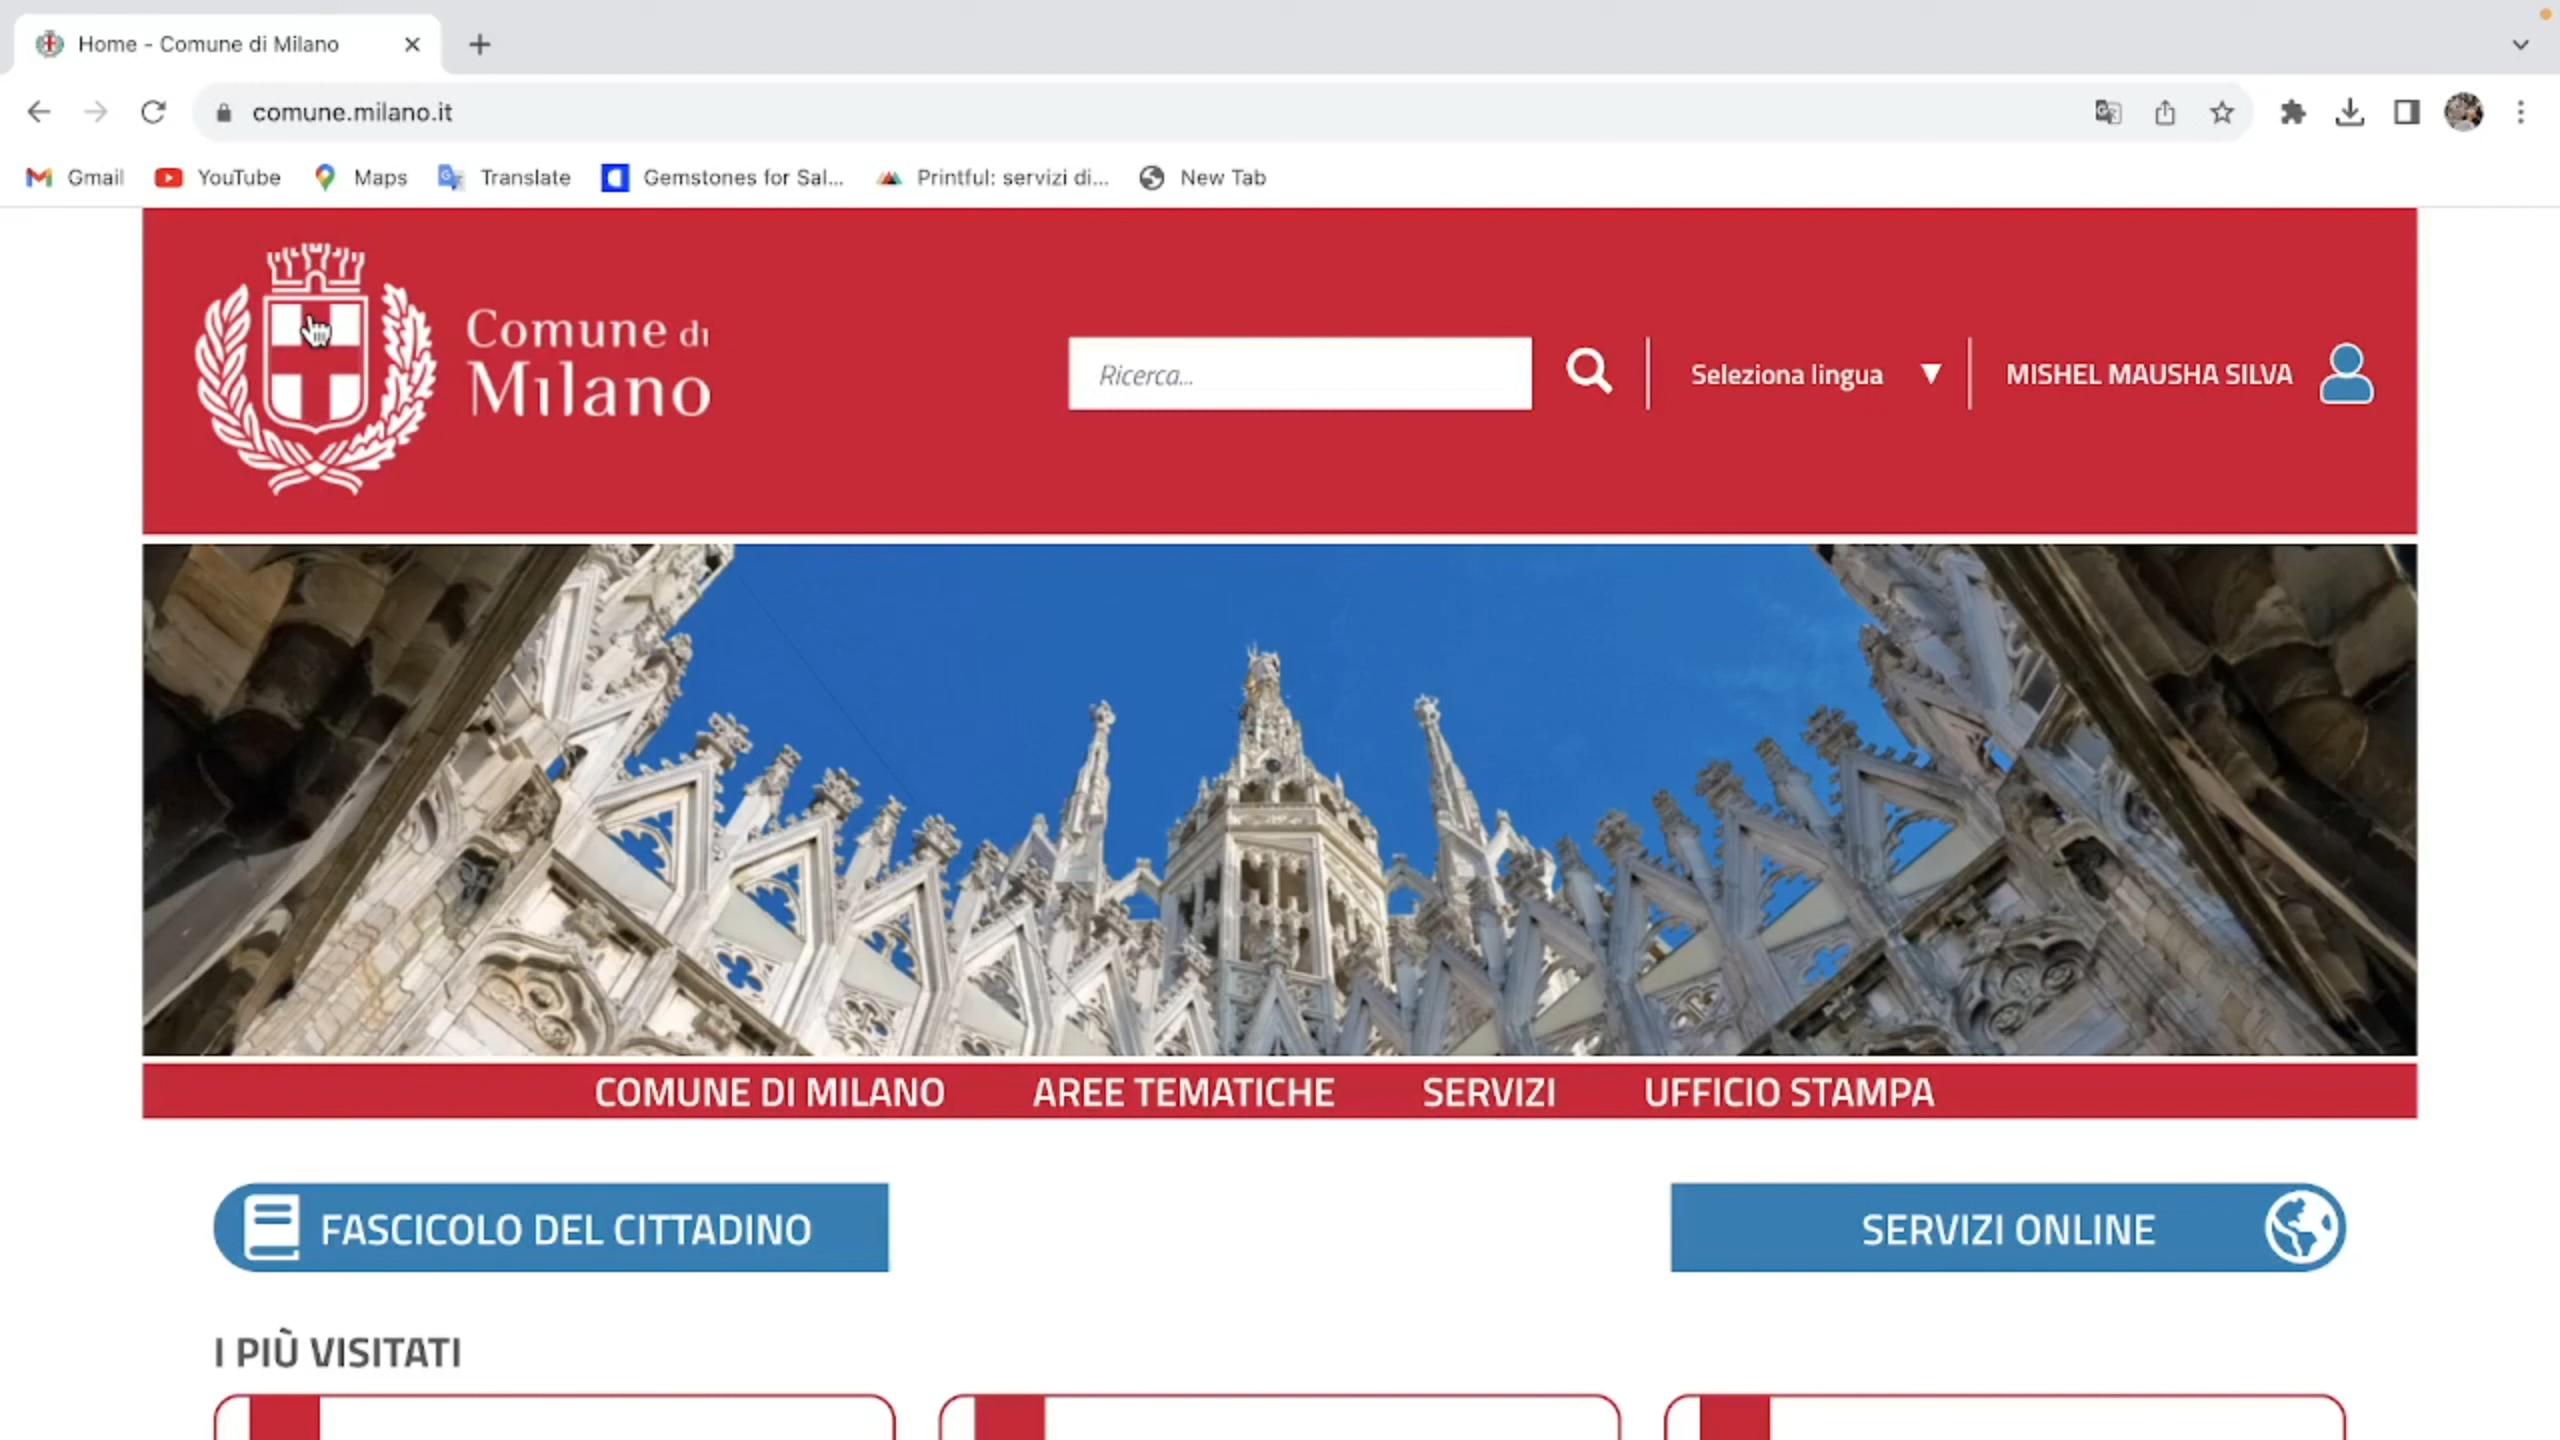 Home - Comune di Milano
comune.milano.it
Gmail YouTube Maps Translate Gemstones for Sal... Printful: servizi di... New Tab
Comune di
Milano
Ricerca...
Seleziona lingua
MISHEL MAUSHA SILVA
COMUNE DI MILANO AREE TEMATICHE SERVIZI UFFICIO STAMPA
FASCICOLO DEL CITTADINO
SERVIZI ONLINE
I PIÙ VISITATI